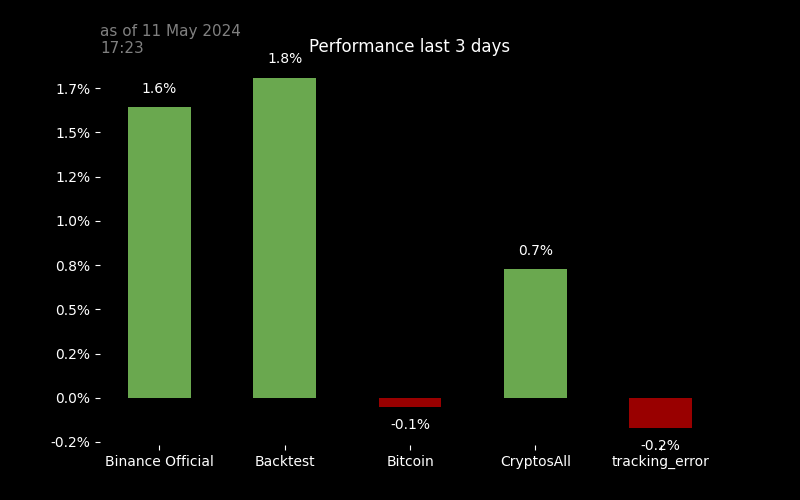 as of 11 May 2024
17:23
Performance last 3 days
1.8%
1.7%
1.6%
1.5%
1.2%
1.0%
0.8%
0.7%
0.5%
0.2%
0.0%
-0.1%
-0.2%
-0.2%
Binance Official
Backtest
Bitcoin
CryptosAll
tracking_error